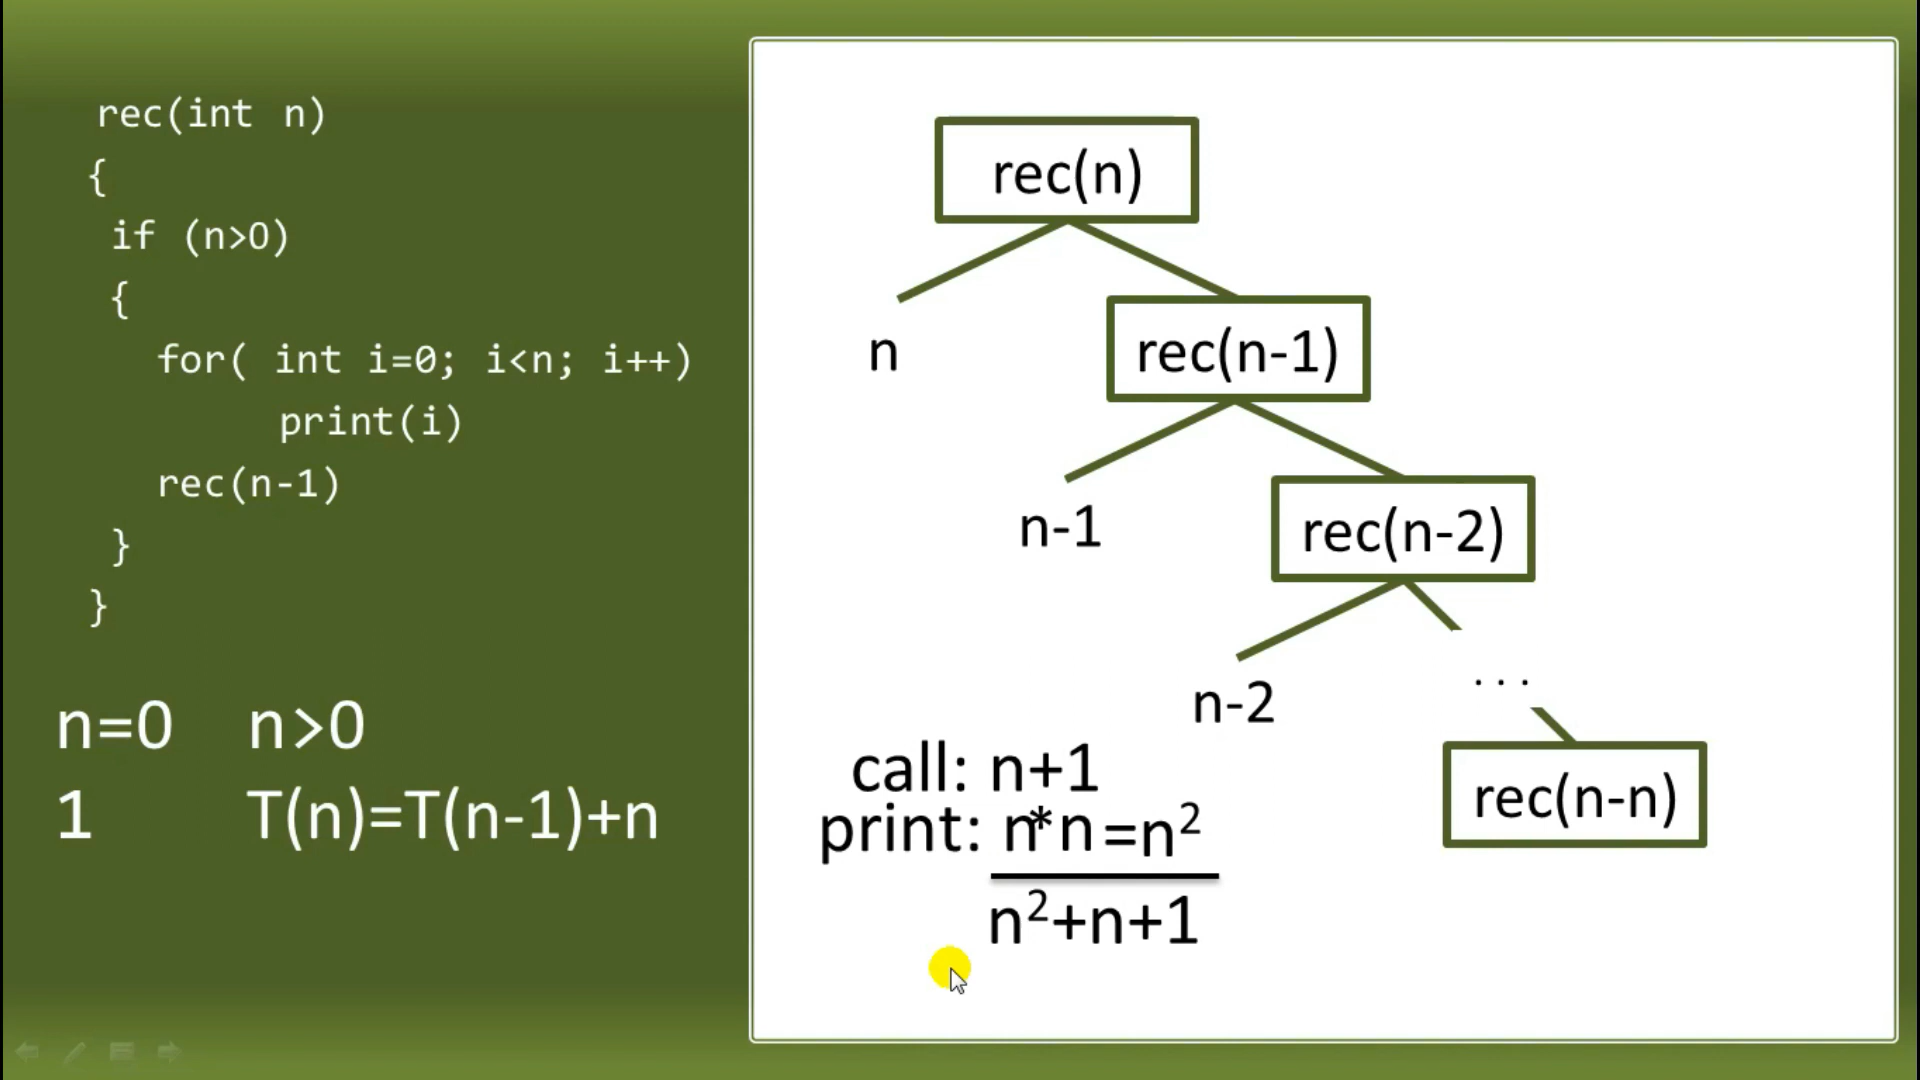 rec(int n)
{
if (n>0)
{
for( int i=0; i<n; i++)
print(i)
rec(n-1)
}
}
n=0 n>0
1 T(n)=T(n-1)+n
rec(n)
n rec(n-1)
n-1 rec(n-2)
n-2 ...
rec(n-n)
call: n+1
print: n*n=n²
n²+n+1